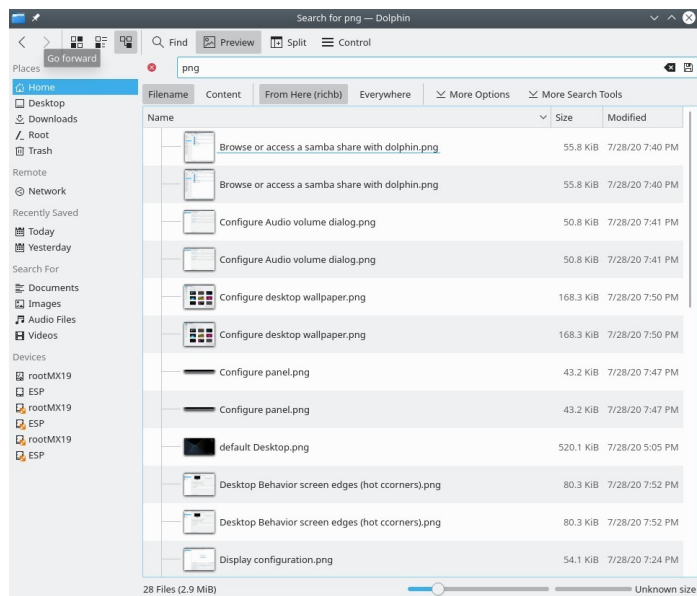 Search for png — Dolphin
Find Preview Split Control
Go forward
Places
Home
Desktop
Downloads
Root
Trash
Remote
Network
Recently Saved
Today
Yesterday
Search For
Documents
Images
Audio Files
Videos
Devices
rootMX19
ESP
rootMX19
ESP
rootMX19
ESP
png
Filename Content From Here (richb) Everywhere More Options More Search Tools
Name Size Modified
Browse or access a samba share with dolphin.png 55.8 KiB 7/28/20 7:40 PM
Browse or access a samba share with dolphin.png 55.8 KiB 7/28/20 7:40 PM
Configure Audio volume dialog.png 50.8 KiB 7/28/20 7:41 PM
Configure Audio volume dialog.png 50.8 KiB 7/28/20 7:41 PM
Configure desktop wallpaper.png 168.3 KiB 7/28/20 7:50 PM
Configure desktop wallpaper.png 168.3 KiB 7/28/20 7:50 PM
Configure panel.png 43.2 KiB 7/28/20 7:47 PM
Configure panel.png 43.2 KiB 7/28/20 7:47 PM
default Desktop.png 520.1 KiB 7/28/20 5:05 PM
Desktop Behavior screen edges (hot ccorners).png 80.3 KiB 7/28/20 7:52 PM
Desktop Behavior screen edges (hot ccorners).png 80.3 KiB 7/28/20 7:52 PM
Display configuration.png 54.1 KiB 7/28/20 7:24 PM
28 Files (2.9 MiB) Unknown size